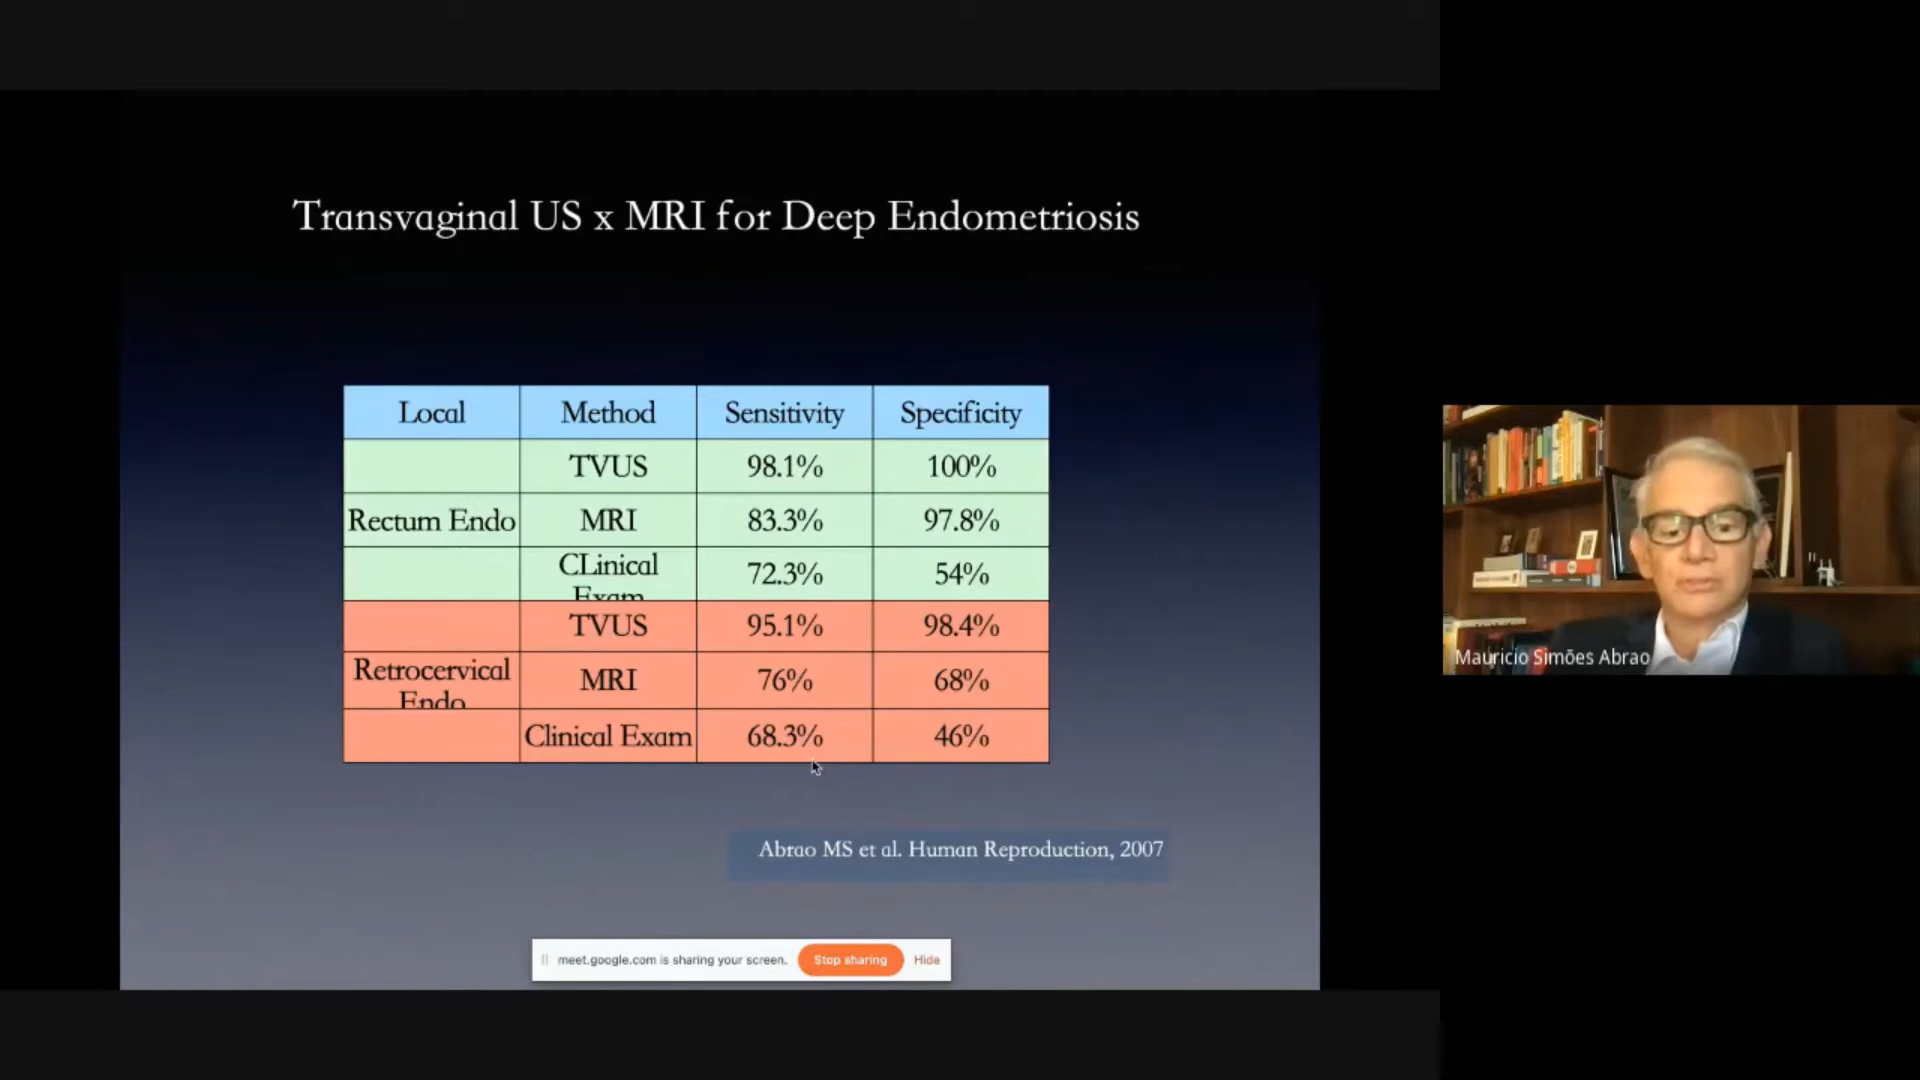 Transvaginal US x MRI for Deep Endometriosis
Local Method Sensitivity Specificity
TVUS 98.1% 100%
Rectum Endo MRI 83.3% 97.8%
CLinical Exam 72.3% 54%
TVUS 95.1% 98.4%
Retrocervical Endo MRI 76% 68%
Clinical Exam 68.3% 46%
Abrao MS et al. Human Reproduction, 2007
meet.google.com is sharing your screen. Stop sharing Hide
Mauricio Simões Abrao